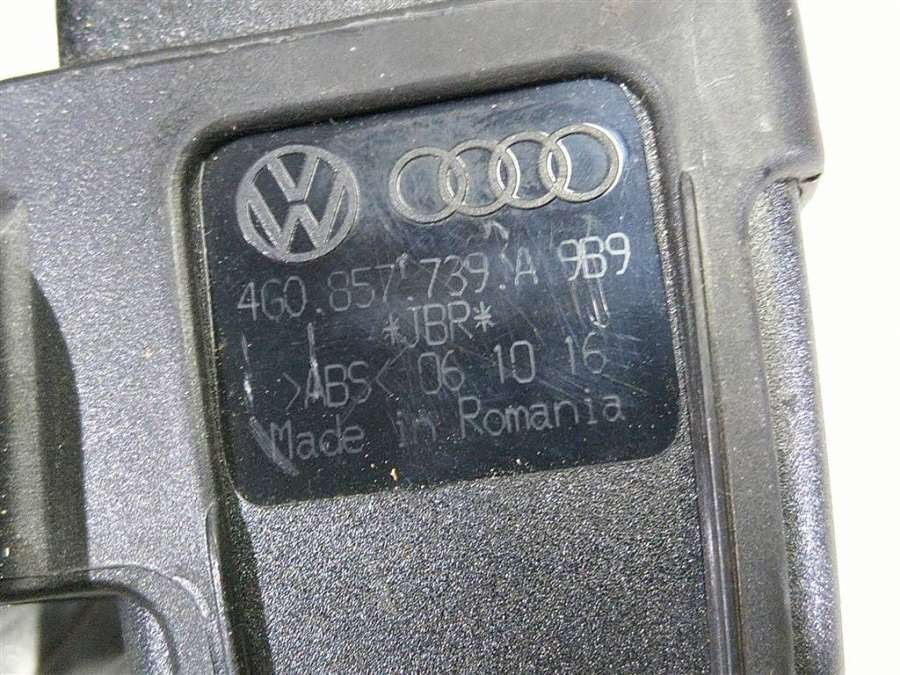 4G0.857.739.A 9B9
*JBR*
>ABS< 06 10 16
Made in Romania